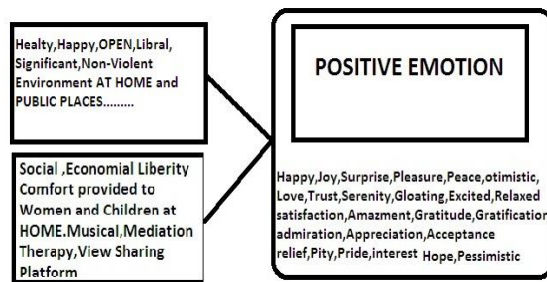 Healty,Happy,OPEN,Libral,
Significant,Non-Violent
Environment AT HOME and
PUBLIC PLACES.........
Social ,Economial Liberity
Comfort provided to
Women and Children at
HOME.Musical,Mediation
Therapy,View Sharing
Platform
POSITIVE EMOTION
Happy,Joy,Surprise,Pleasure,Peace,otimistic,
Love,Trust,Serenity,Gloating,Excited,Relaxed
satisfaction,Amazment,Gratitude,Gratification
admiration,Appreciation,Acceptance
relief,Pity,Pride,interest Hope,Pessimistic